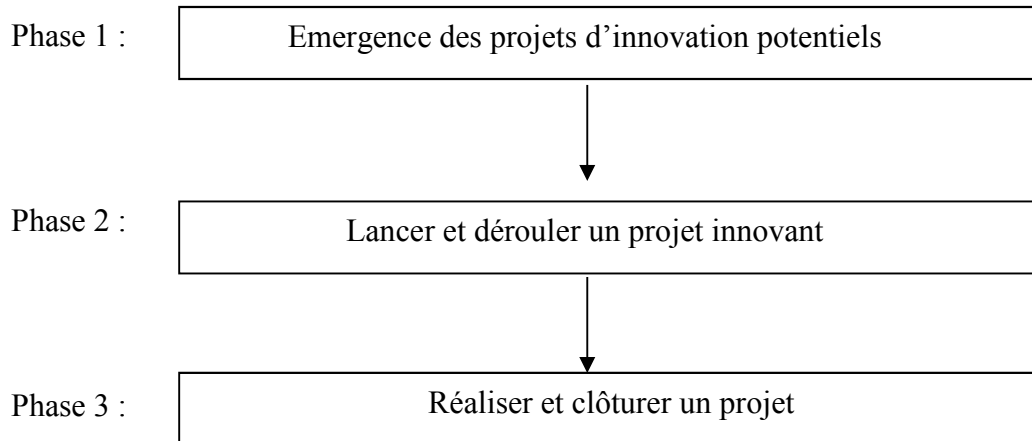 Phase 1 : Emergence des projets d’innovation potentiels
Phase 2 : Lancer et dérouler un projet innovant
Phase 3 : Réaliser et clôturer un projet